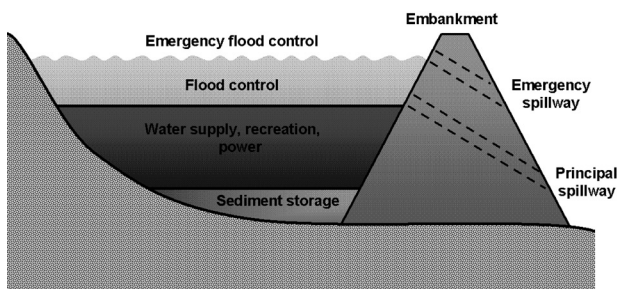 Embankment
Emergency flood control
Flood control
Emergency
spillway
Water supply, recreation,
power
Principal
spillway
Sediment storage